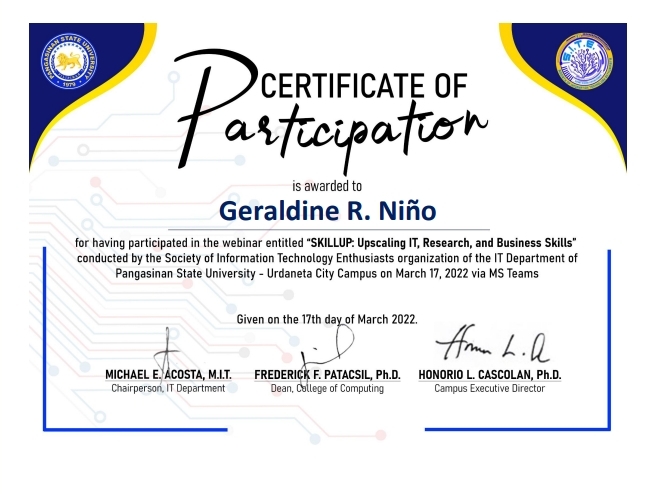 PANGASINAN STATE UNIVERSITY
1979
S.I.T.E.
CERTIFICATE OF
Participation
is awarded to
Geraldine R. Niño
for having participated in the webinar entitled “SKILLUP: Upscaling IT, Research, and Business Skills”
conducted by the Society of Information Technology Enthusiasts organization of the IT Department of
Pangasinan State University - Urdaneta City Campus on March 17, 2022 via MS Teams
Given on the 17th day of March 2022.
MICHAEL E. ACOSTA, M.I.T. FREDERICK F. PATACSIL, Ph.D. HONORIO L. CASCOLAN, Ph.D.
Chairperson, IT Department Dean, College of Computing Campus Executive Director